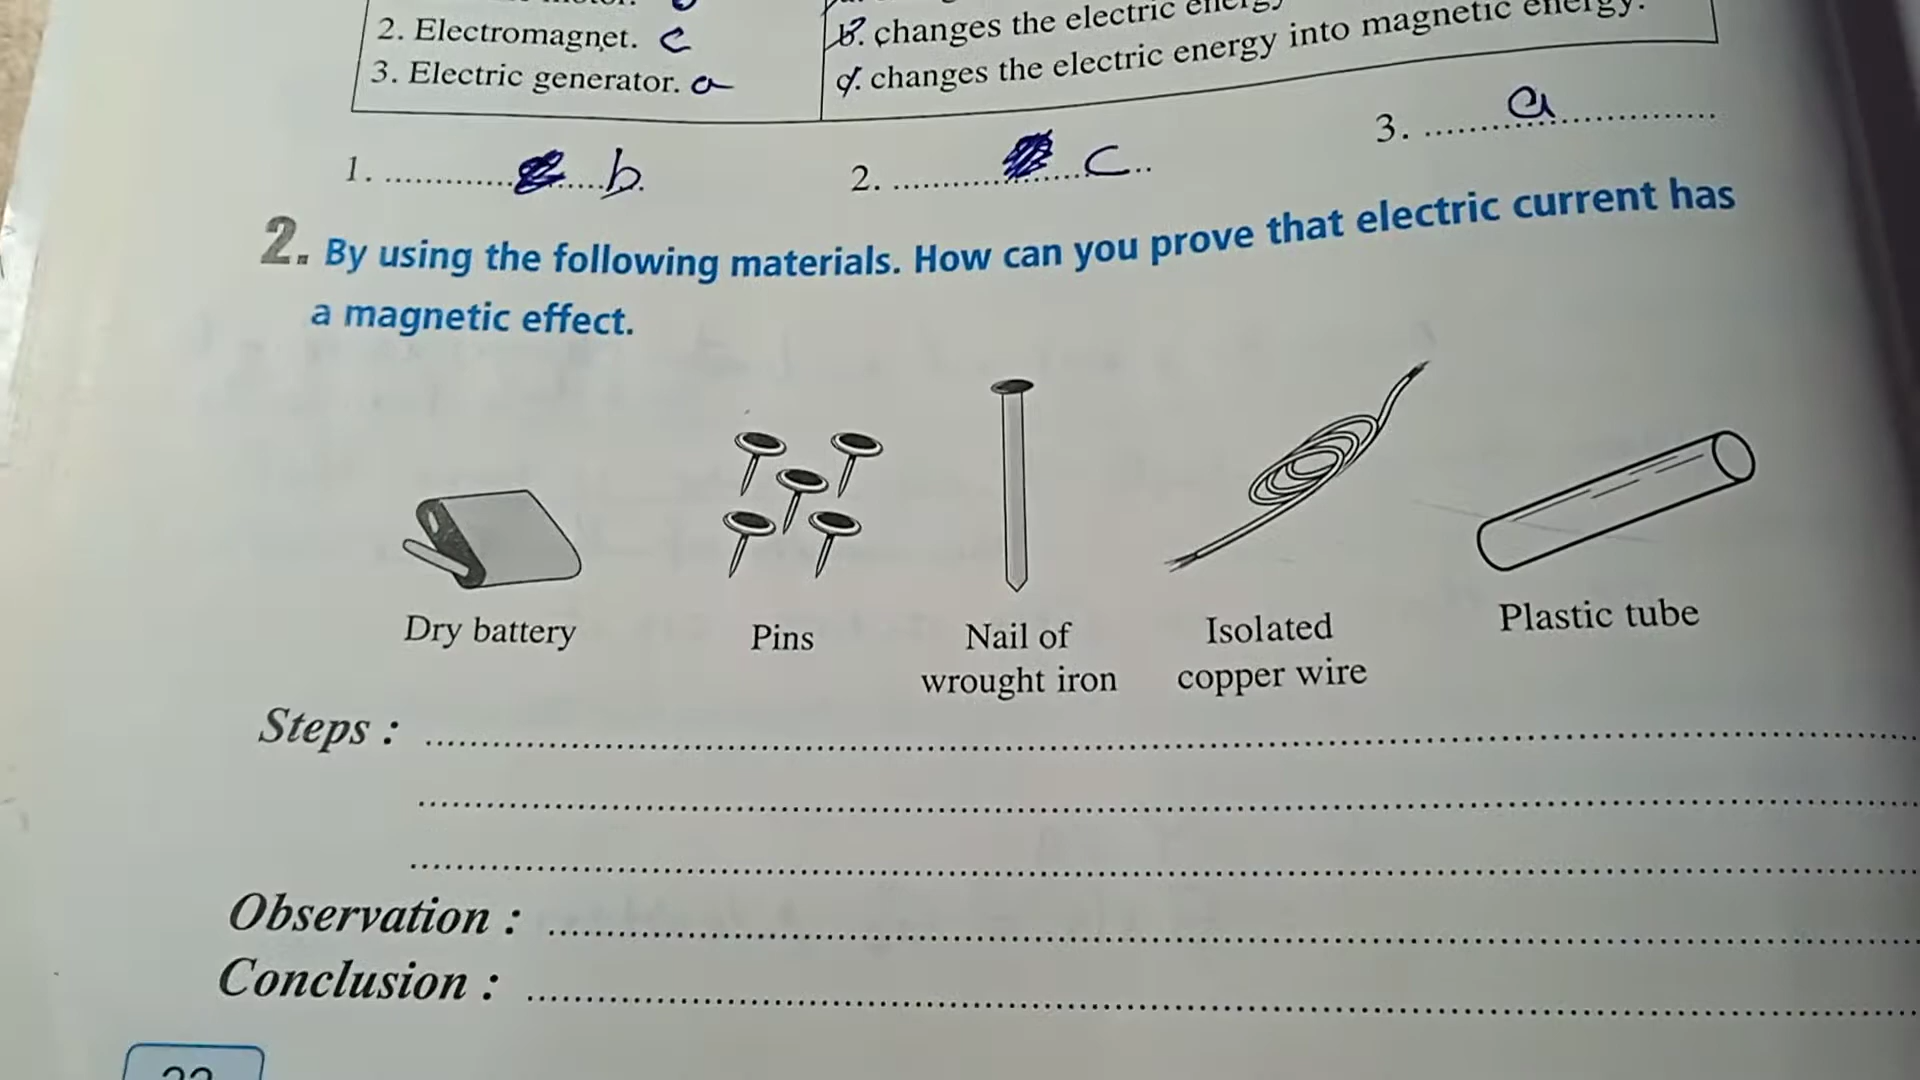 2. Electromagnet. c
3. Electric generator. a
b. changes the electric energy
c. changes the electric energy into magnetic energy.
1. b
2. c
3. a
2. By using the following materials. How can you prove that electric current has
a magnetic effect.
Dry battery
Pins
Nail of
wrought iron
Isolated
copper wire
Plastic tube
Steps :
Observation :
Conclusion :